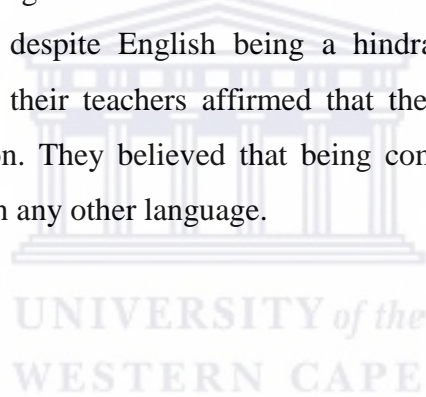 despite English being a hindra
their teachers affirmed that the
on. They believed that being con
any other language.
UNIVERSITY of the
WESTERN CAPE